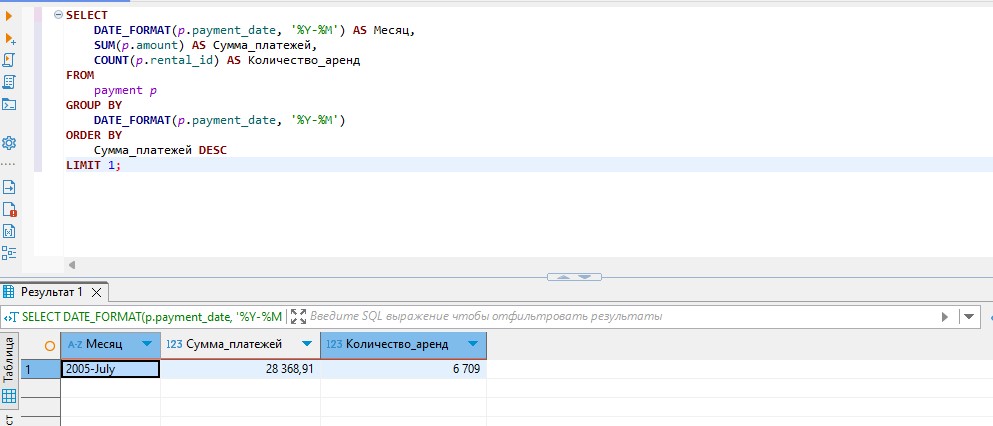 SELECT
DATE_FORMAT(p.payment_date, '%Y-%M') AS Месяц,
SUM(p.amount) AS Сумма_платежей,
COUNT(p.rental_id) AS Количество_аренд
FROM
payment p
GROUP BY
DATE_FORMAT(p.payment_date, '%Y-%M')
ORDER BY
Сумма_платежей DESC
LIMIT 1;
Результат 1
SELECT DATE_FORMAT(p.payment_date, '%Y-%M Введите SQL выражение чтобы отфильтровать результаты
Таблица
A-Z Месяц 123 Сумма_платежей 123 Количество_аренд
1 2005-July 28 368,91 6 709